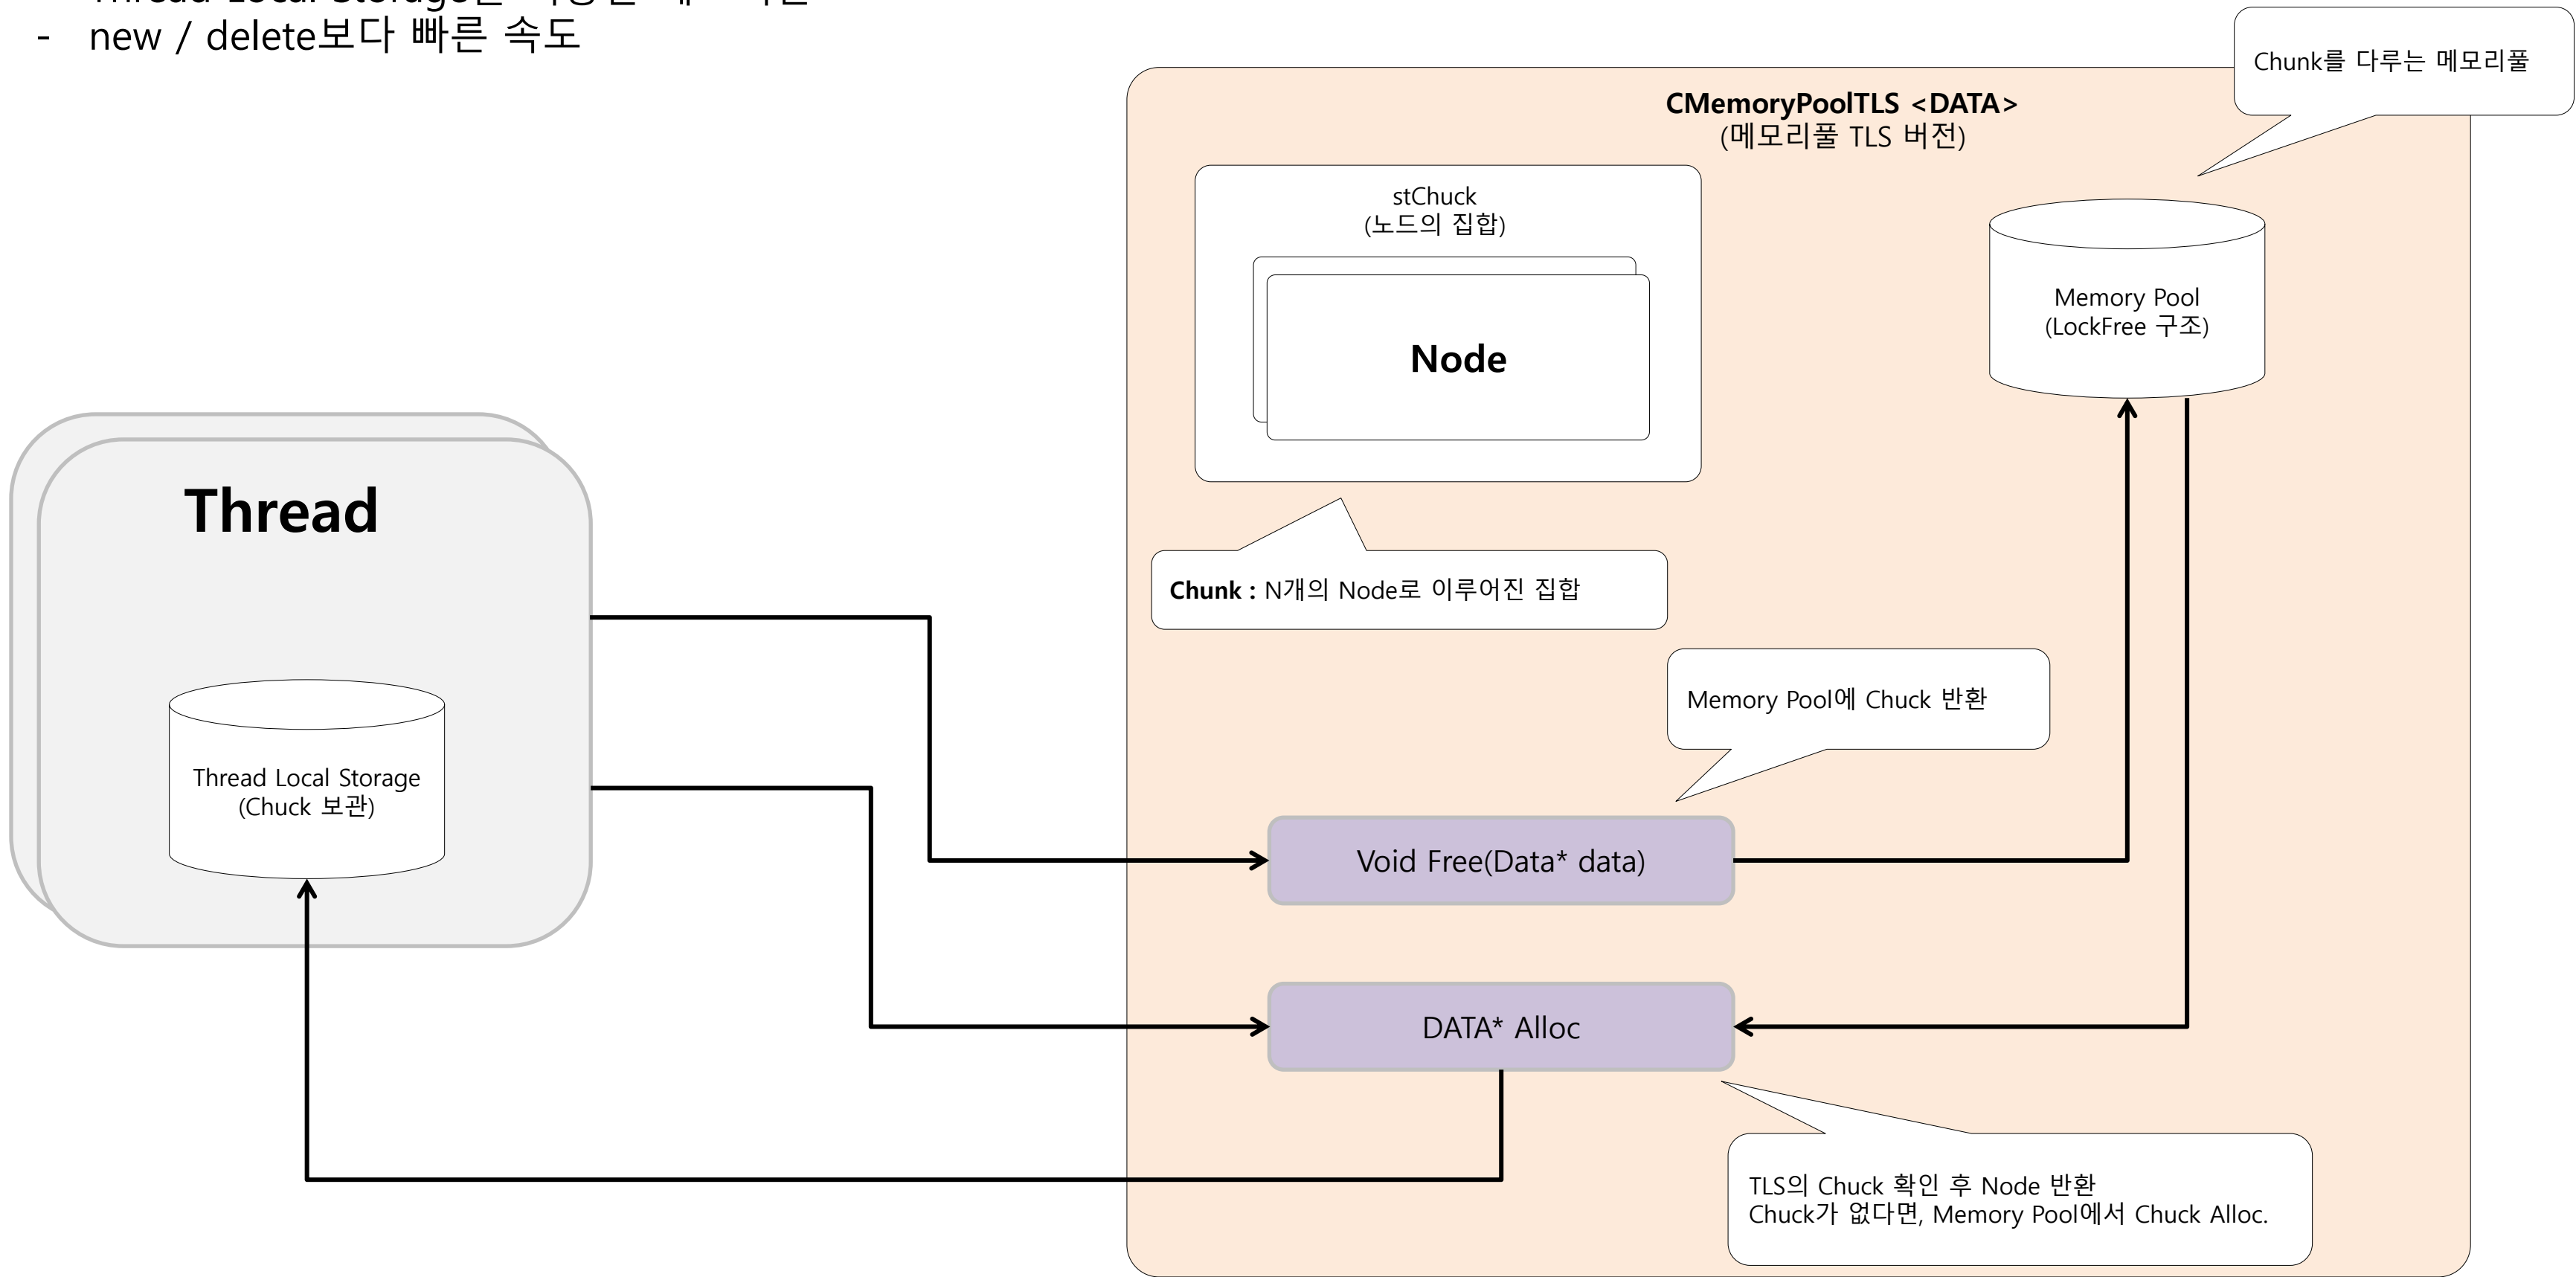 - new / delete보다 빠른 속도
Chunk를 다루는 메모리풀
CMemoryPoolTLS <DATA>
(메모리풀 TLS 버전)
stChuck
(노드의 집합)
Node
Memory Pool
(LockFree 구조)
Thread
Chunk : N개의 Node로 이루어진 집합
Memory Pool에 Chuck 반환
Thread Local Storage
(Chuck 보관)
Void Free(Data* data)
DATA* Alloc
TLS의 Chuck 확인 후 Node 반환
Chuck가 없다면, Memory Pool에서 Chuck Alloc.